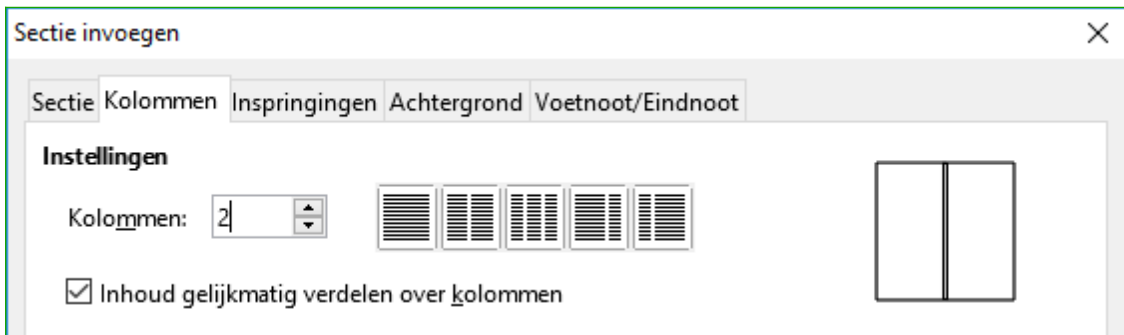 Sectie invoegen
Sectie Kolommen Inspringingen Achtergrond Voetnoot/Eindnoot
Instellingen
Kolommen: 2
Inhoud gelijkmatig verdelen over kolommen